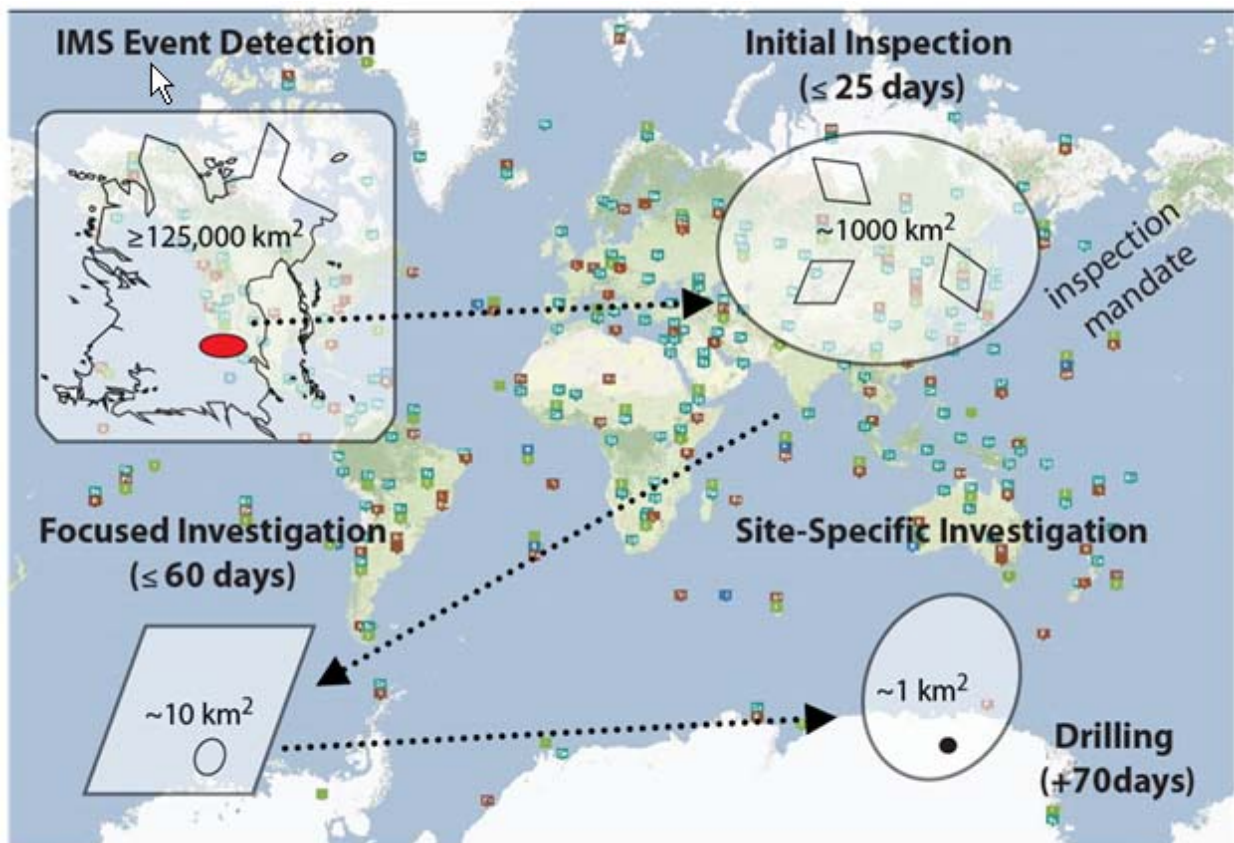 IMS Event Detection
Initial Inspection
(≤ 25 days)
≥125,000 km²
~1000 km²
inspection
mandate
Focused Investigation
(≤ 60 days)
Site-Specific Investigation
~10 km²
~1 km²
Drilling
(+70days)